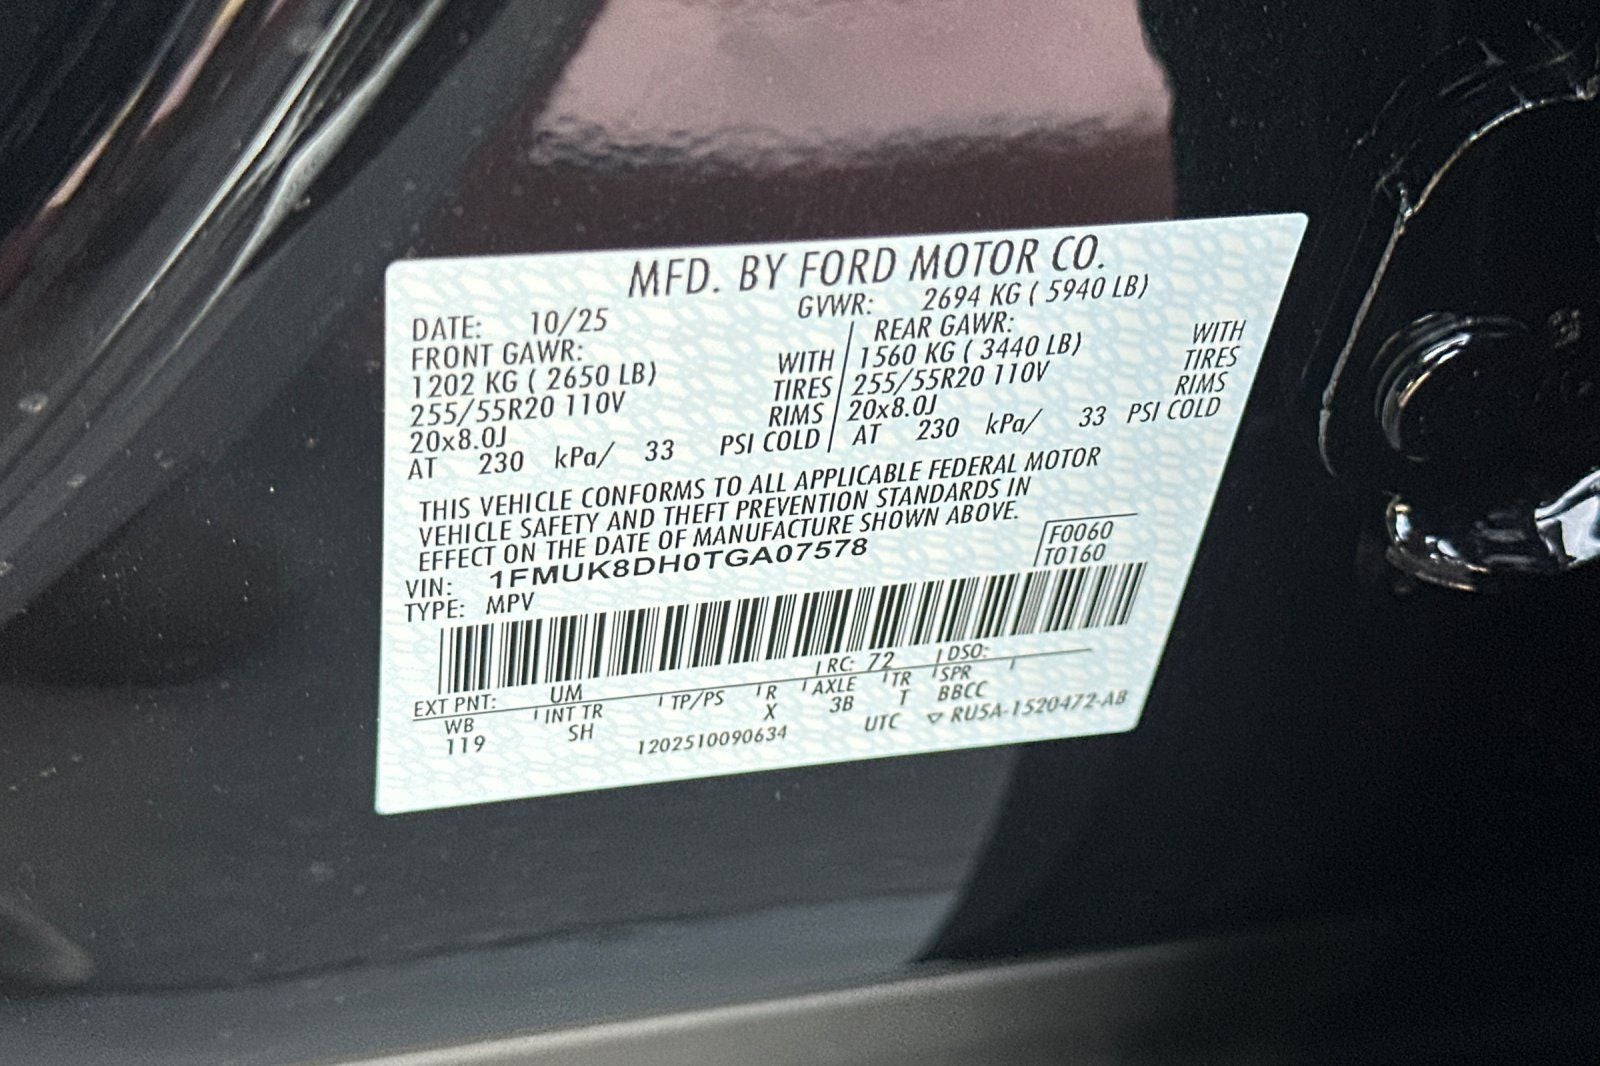 MFD. BY FORD MOTOR CO.
DATE: 10/25 GVWR: 2694 KG ( 5940 LB)
FRONT GAWR: REAR GAWR:
1202 KG ( 2650 LB) WITH 1560 KG ( 3440 LB) WITH
255/55R20 110V TIRES 255/55R20 110V TIRES
20x8.0J RIMS 20x8.0J RIMS
AT 230 kPa/ 33 PSI COLD AT 230 kPa/ 33 PSI COLD
THIS VEHICLE CONFORMS TO ALL APPLICABLE FEDERAL MOTOR
VEHICLE SAFETY AND THEFT PREVENTION STANDARDS IN
EFFECT ON THE DATE OF MANUFACTURE SHOWN ABOVE.
VIN: 1FMUK8DH0TGA07578 F0060
TYPE: MPV T0160
EXT PNT: UM RC: 72 DSO:
WB INT TR TP/PS R AXLE TR SPR
119 SH X 3B T BBCC
1202510090634 UTC ▽ RU5A-1520472-AB